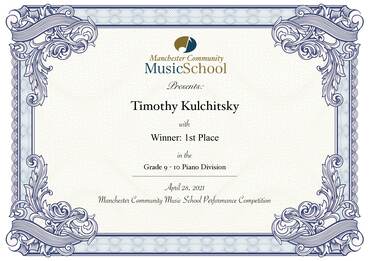 Manchester Community
MusicSchool
Presents:
Timothy Kulchitsky
with
Winner: 1st Place
in the
Grade 9 - 10 Piano Division
April 28, 2021
Manchester Community Music School Performance Competition